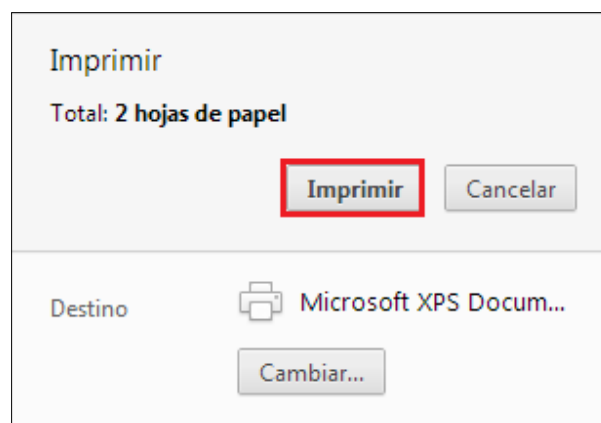 Imprimir
Total: 2 hojas de papel
Imprimir Cancelar
Destino Microsoft XPS Docum...
Cambiar...